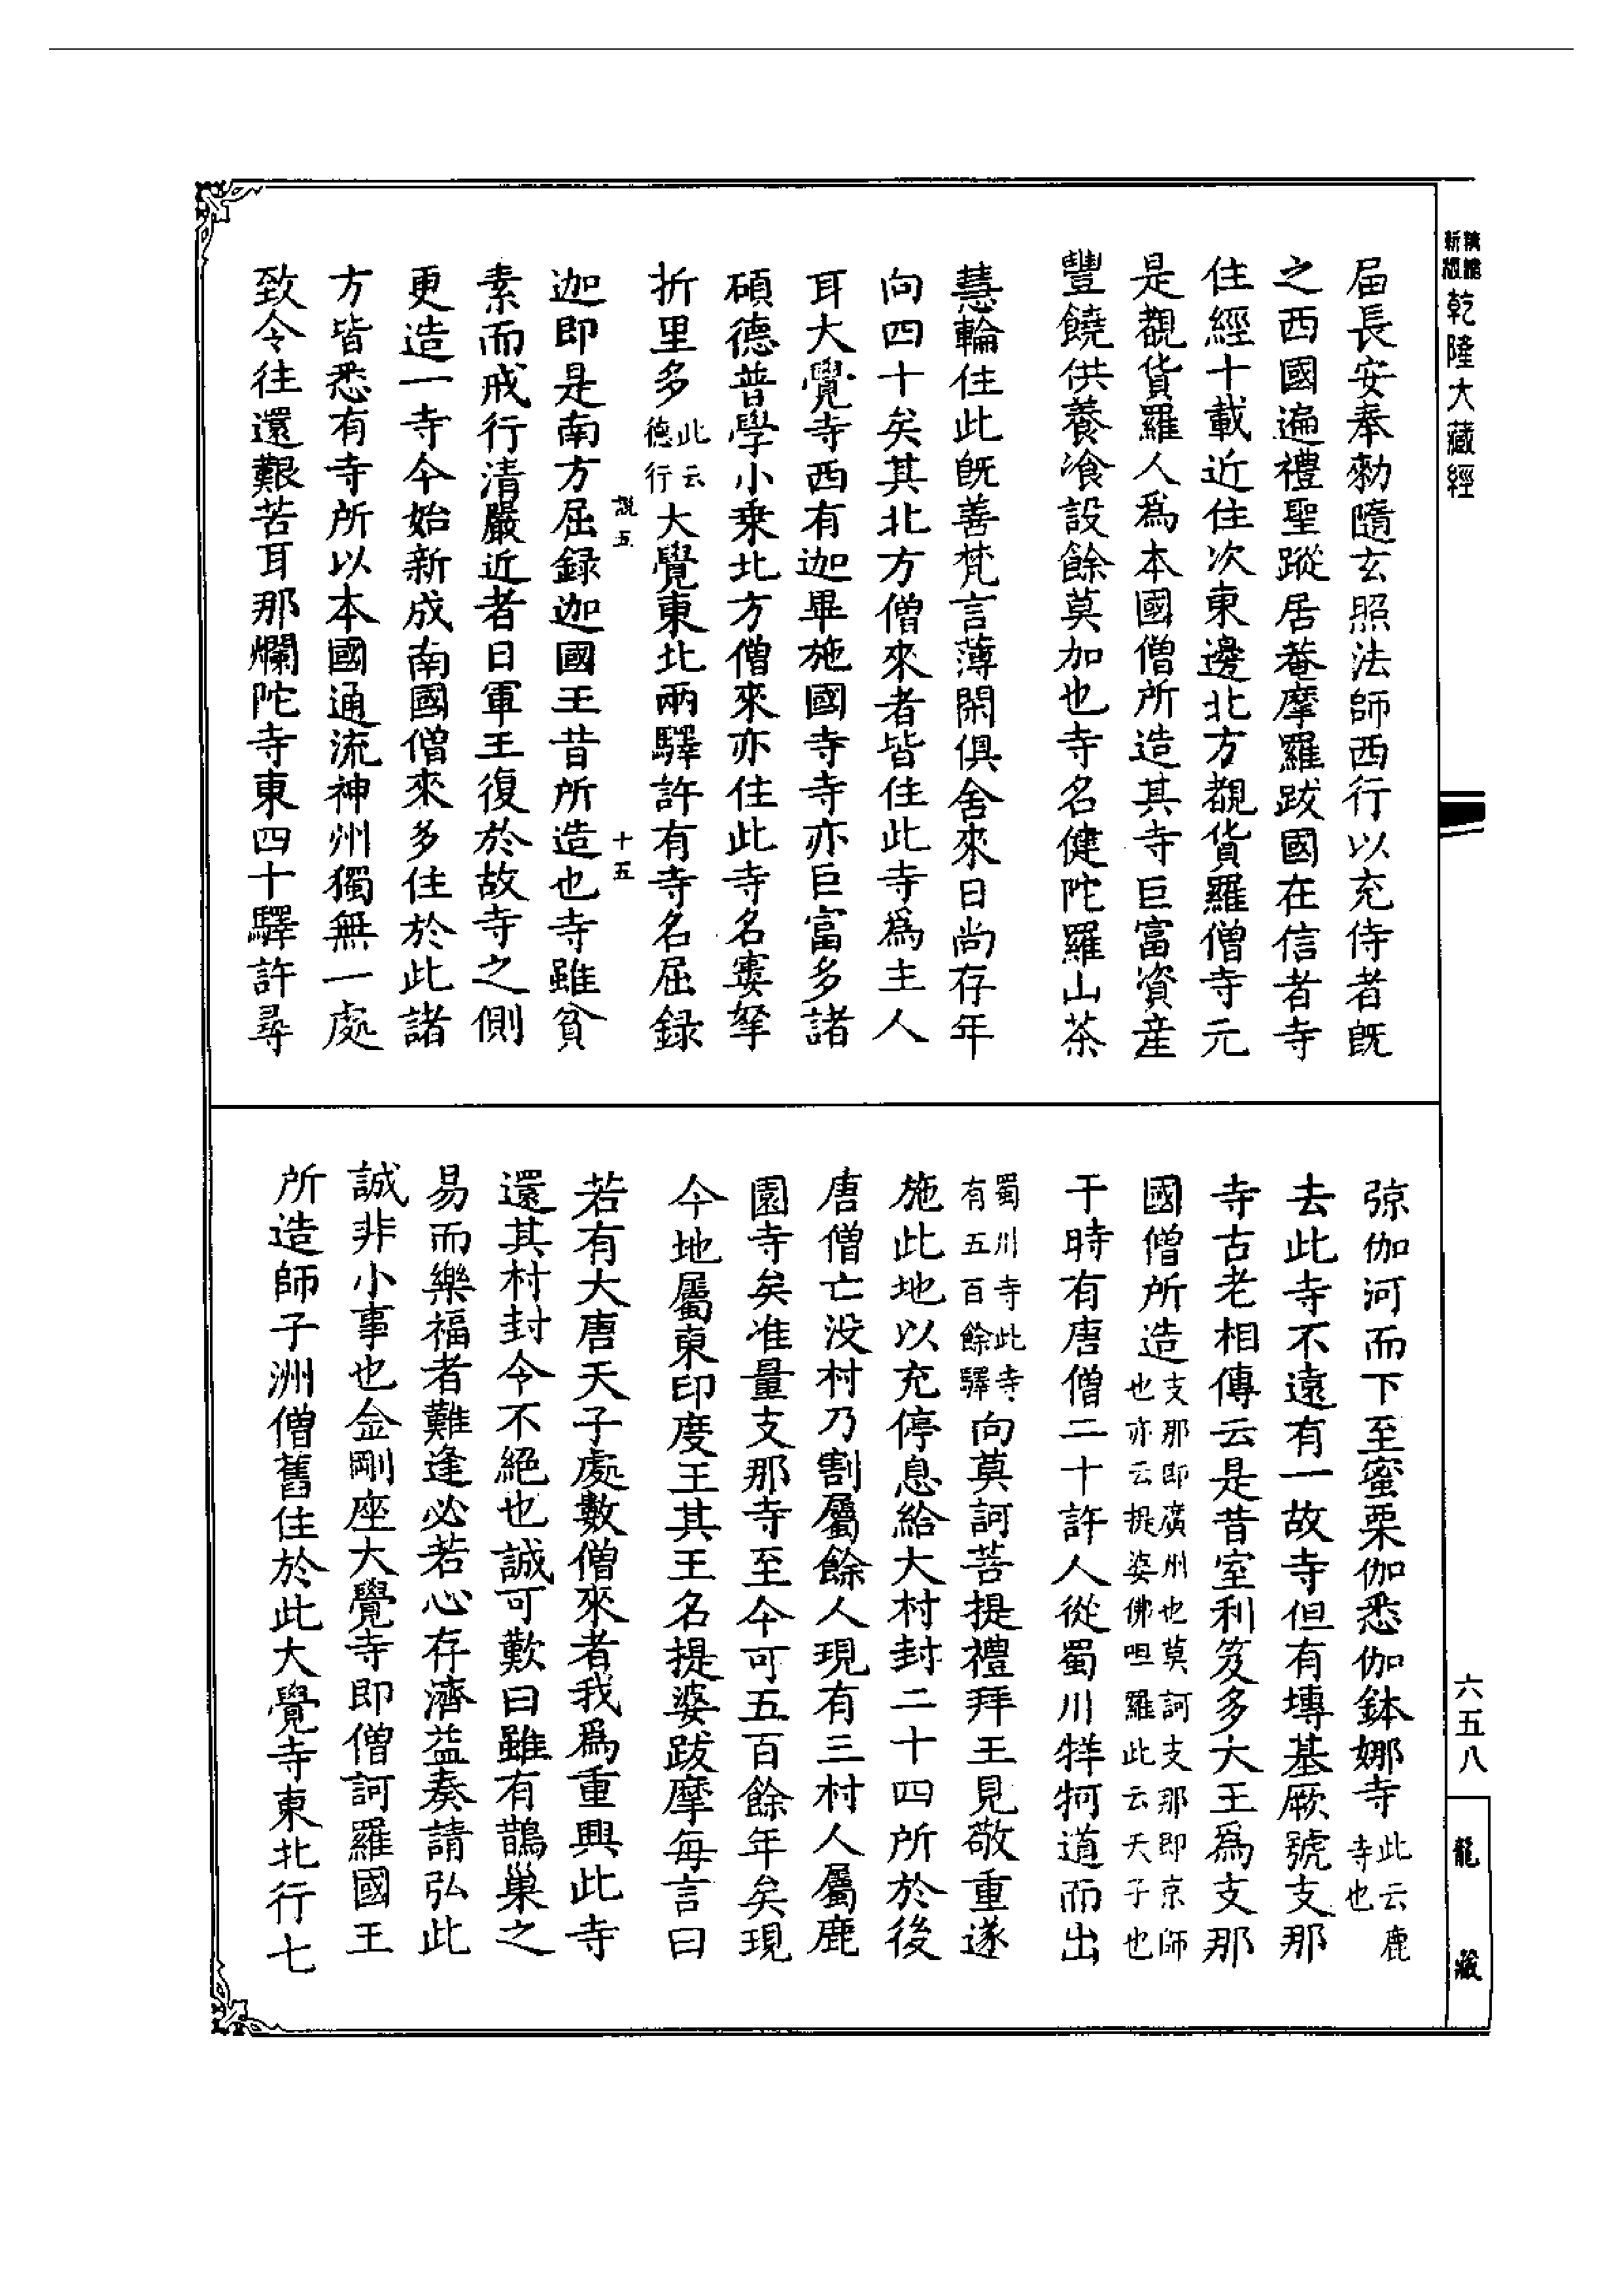 乾隆大藏經
屆長安奉勑隨玄照法師西行以充侍者旣
之西國遍禮聖蹤居菴摩羅跋國在信者寺
住經十載近住次東邊北方覩貨羅僧寺元
是覩貨羅人爲本國僧所造其寺巨富資産
豐饒供養飡設餘莫加也寺名健陀羅山茶
慧輪住此旣善梵言薄閑俱舍來日尚存年
向四十矣其北方僧來者皆住此寺爲主人
耳大覺寺西有迦畢施國寺寺亦巨富多諸
碩德普學小乗北方僧來亦住此寺名窶拏
折里多此云德行大覺東北兩驛許有寺名屈録
説五 十五
迦即是南方屈録迦國王昔所造也寺雖貧
素而戒行清嚴近者日軍王復於故寺之側
更造一寺今始新成南國僧來多住於此諸
方皆悉有寺所以本國通流神州獨無一處
致令往還艱苦耳那爛陀寺東四十驛許尋
弶伽河而下至蜜栗伽悉伽鉢娜寺此云鹿寺也
去此寺不遠有一故寺但有塼基厥號支那
寺古老相傳云是昔室利笈多大王爲支那
國僧所造支那即廣州也莫訶支那即京師也亦云提婆佛呾羅此云天子也
于時有唐僧二十許人從蜀川牂牁道而出
蜀川寺此寺有五百餘驛向莫訶菩提禮拜王見敬重遂
施此地以充停息給大村封二十四所於後
唐僧亡没村乃割屬餘人現有三村人屬鹿
園寺矣准量支那寺至今可五百餘年矣現
今地屬東印度王其王名提婆跋摩每言曰
若有大唐天子處數僧來者我爲重興此寺
還其村封令不絕也誠可歎曰雖有鵲巢之
易而樂福者難逢必若心存濟益奏請弘此
誠非小事也金剛座大覺寺即僧訶羅國王
所造師子洲僧舊住於此大覺寺東北行七
六五八
龍藏